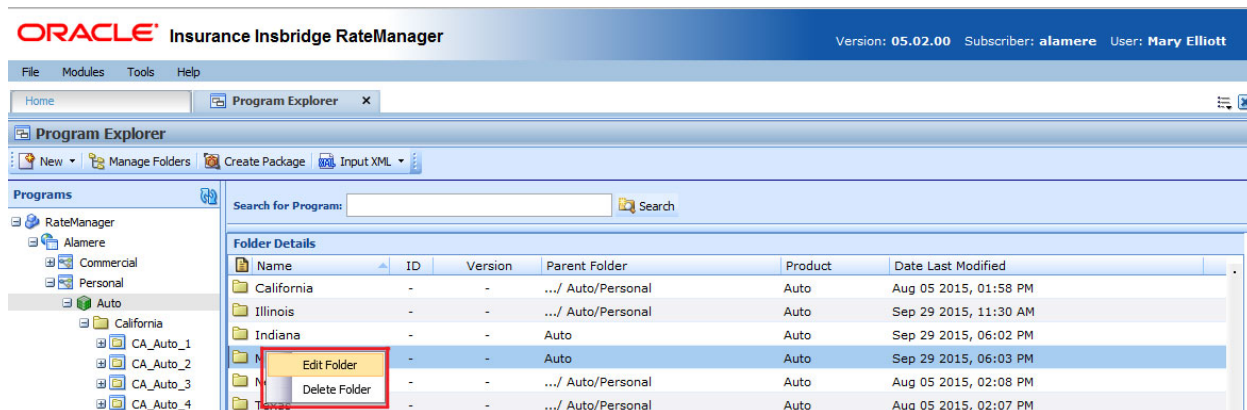 ORACLE® Insurance Insbridge RateManager
Version: 05.02.00 Subscriber: alamere User: Mary Elliott
File Modules Tools Help
Home Program Explorer x
Program Explorer
New Manage Folders Create Package Input XML
Programs
Search for Program: Search
RateManager
Alamere
Commercial
Personal
Auto
California
CA_Auto_1
CA_Auto_2
CA_Auto_3
CA_Auto_4
Folder Details
Name ID Version Parent Folder Product Date Last Modified
California - - .../ Auto/Personal Auto Aug 05 2015, 01:58 PM
Illinois - - .../ Auto/Personal Auto Sep 29 2015, 11:30 AM
Indiana - - Auto Auto Sep 29 2015, 06:02 PM
- - Auto Auto Sep 29 2015, 06:03 PM
- - .../ Auto/Personal Auto Aug 05 2015, 02:08 PM
Texas - - .../ Auto/Personal Auto Aug 05 2015, 02:07 PM
Edit Folder
Delete Folder